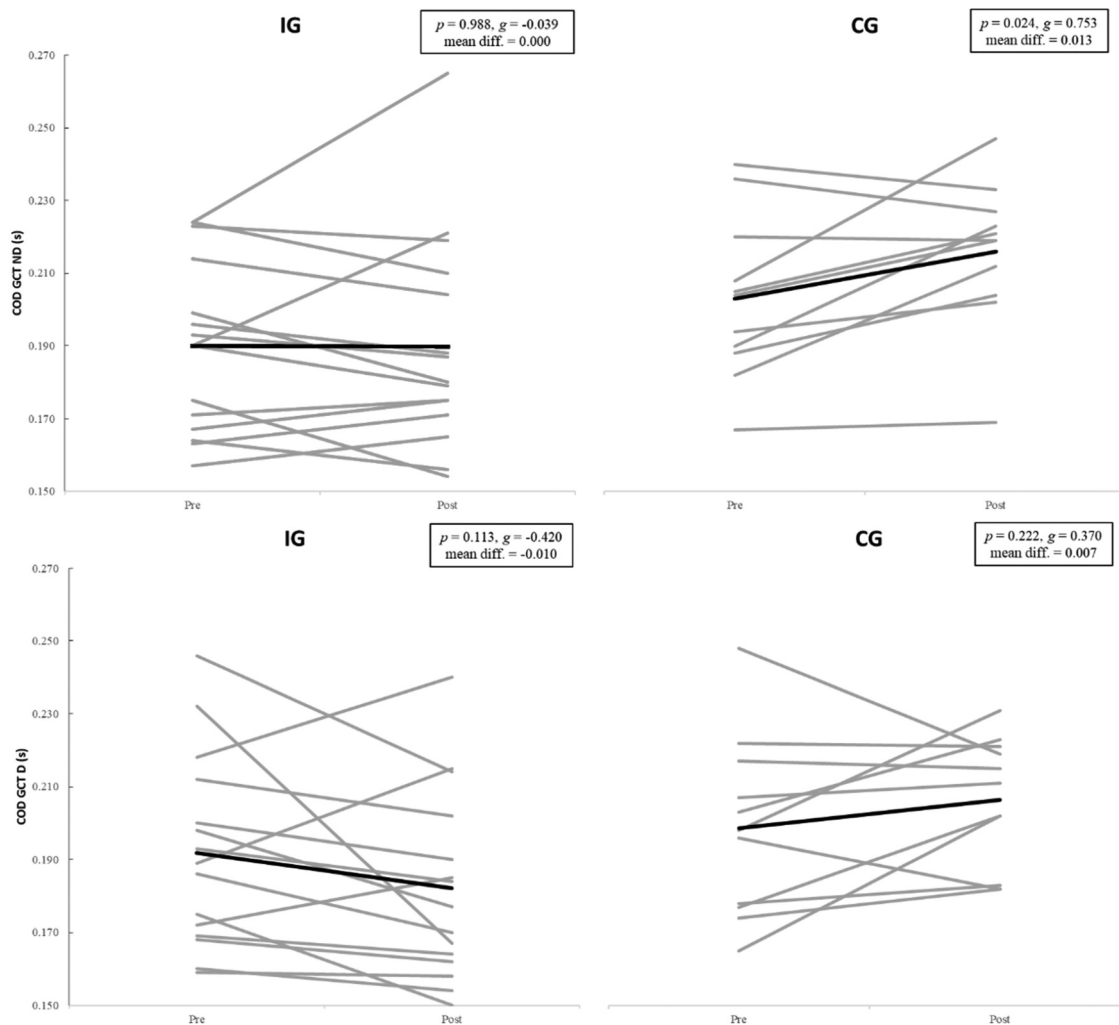 IG
p = 0.988, g = -0.039
mean diff. = 0.000
CG
p = 0.024, g = 0.753
mean diff. = 0.013
COD GCT ND (s)
0.270
0.250
0.230
0.210
0.190
0.170
0.150
Pre
Post
Pre
Post
IG
p = 0.113, g = -0.420
mean diff. = -0.010
CG
p = 0.222, g = 0.370
mean diff. = 0.007
COD GCT D (s)
0.270
0.250
0.230
0.210
0.190
0.170
0.150
Pre
Post
Pre
Post